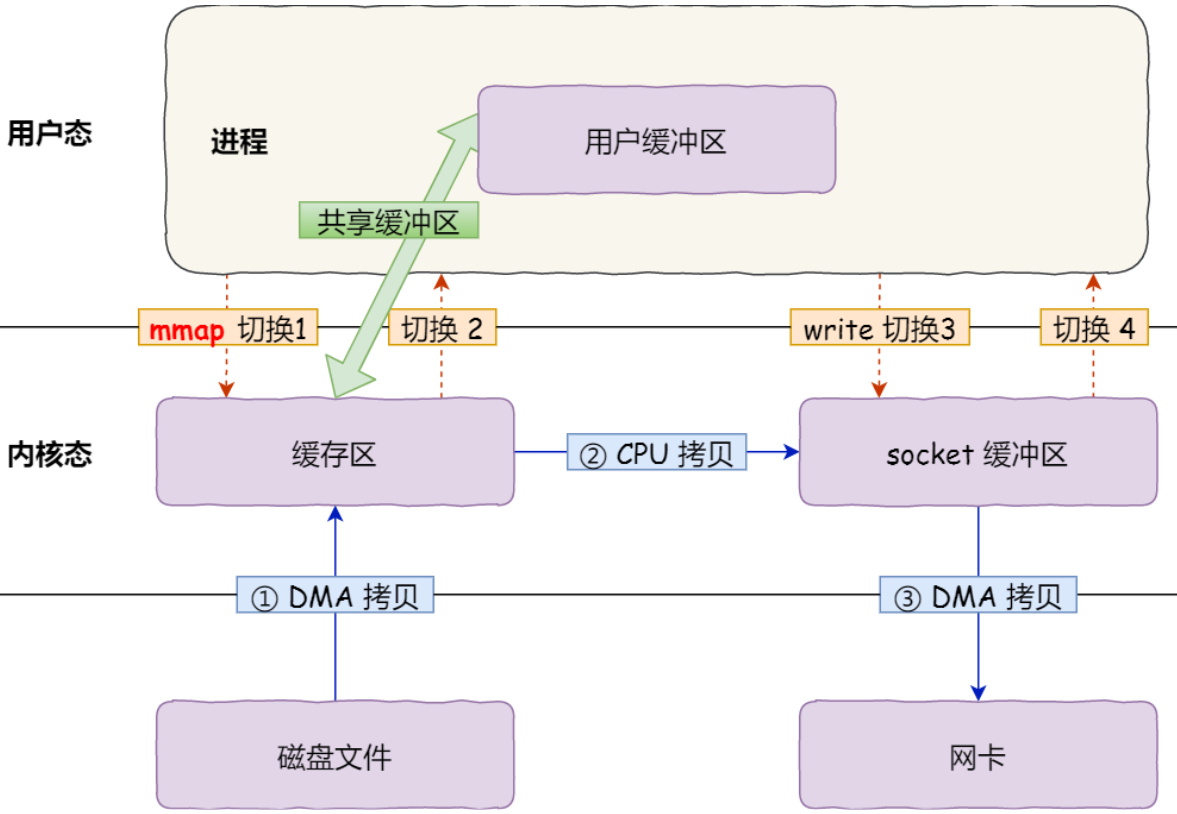 用户态
进程
用户缓冲区
共享缓冲区
mmap 切换1
切换 2
write 切换3
切换 4
内核态
缓存区
② CPU 拷贝
socket 缓冲区
① DMA 拷贝
③ DMA 拷贝
磁盘文件
网卡